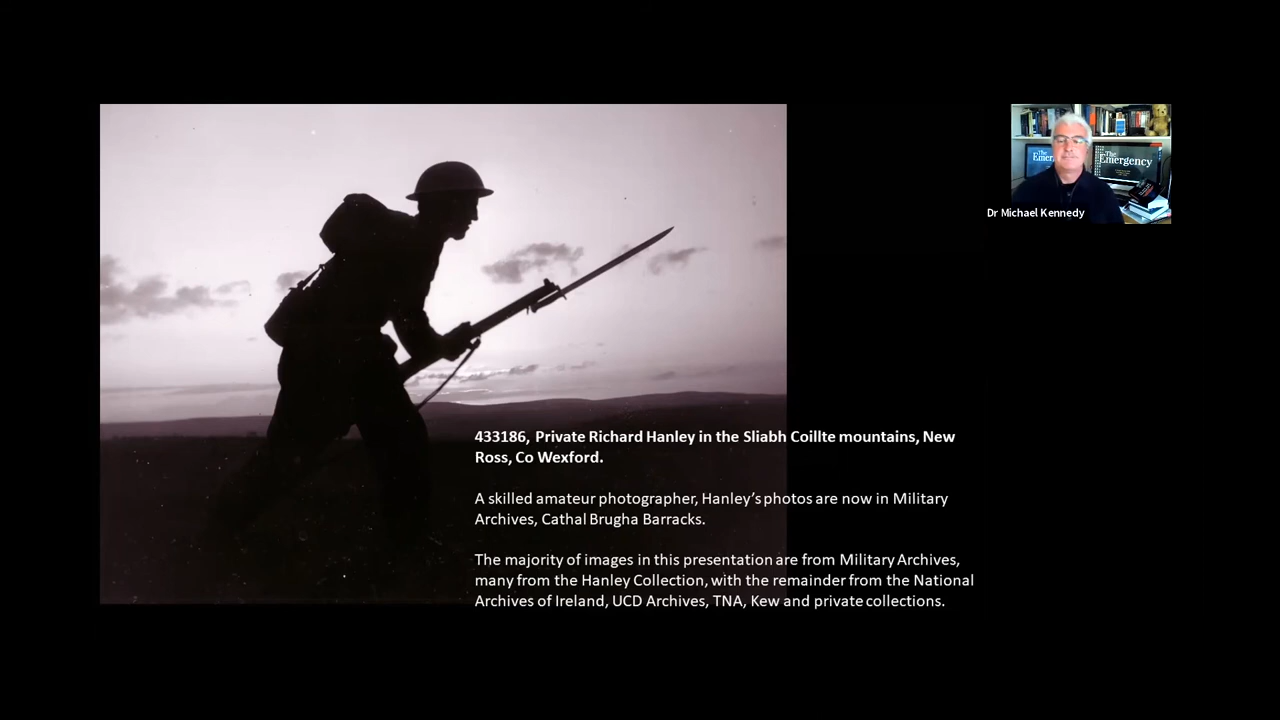 433186, Private Richard Hanley in the Sliabh Coillte mountains, New
Ross, Co Wexford.
A skilled amateur photographer, Hanley's photos are now in Military
Archives, Cathal Brugha Barracks.
The majority of images in this presentation are from Military Archives,
many from the Hanley Collection, with the remainder from the National
Archives of Ireland, UCD Archives, TNA, Kew and private collections.
The
Emer
The
Emergency
Dr Michael Kennedy